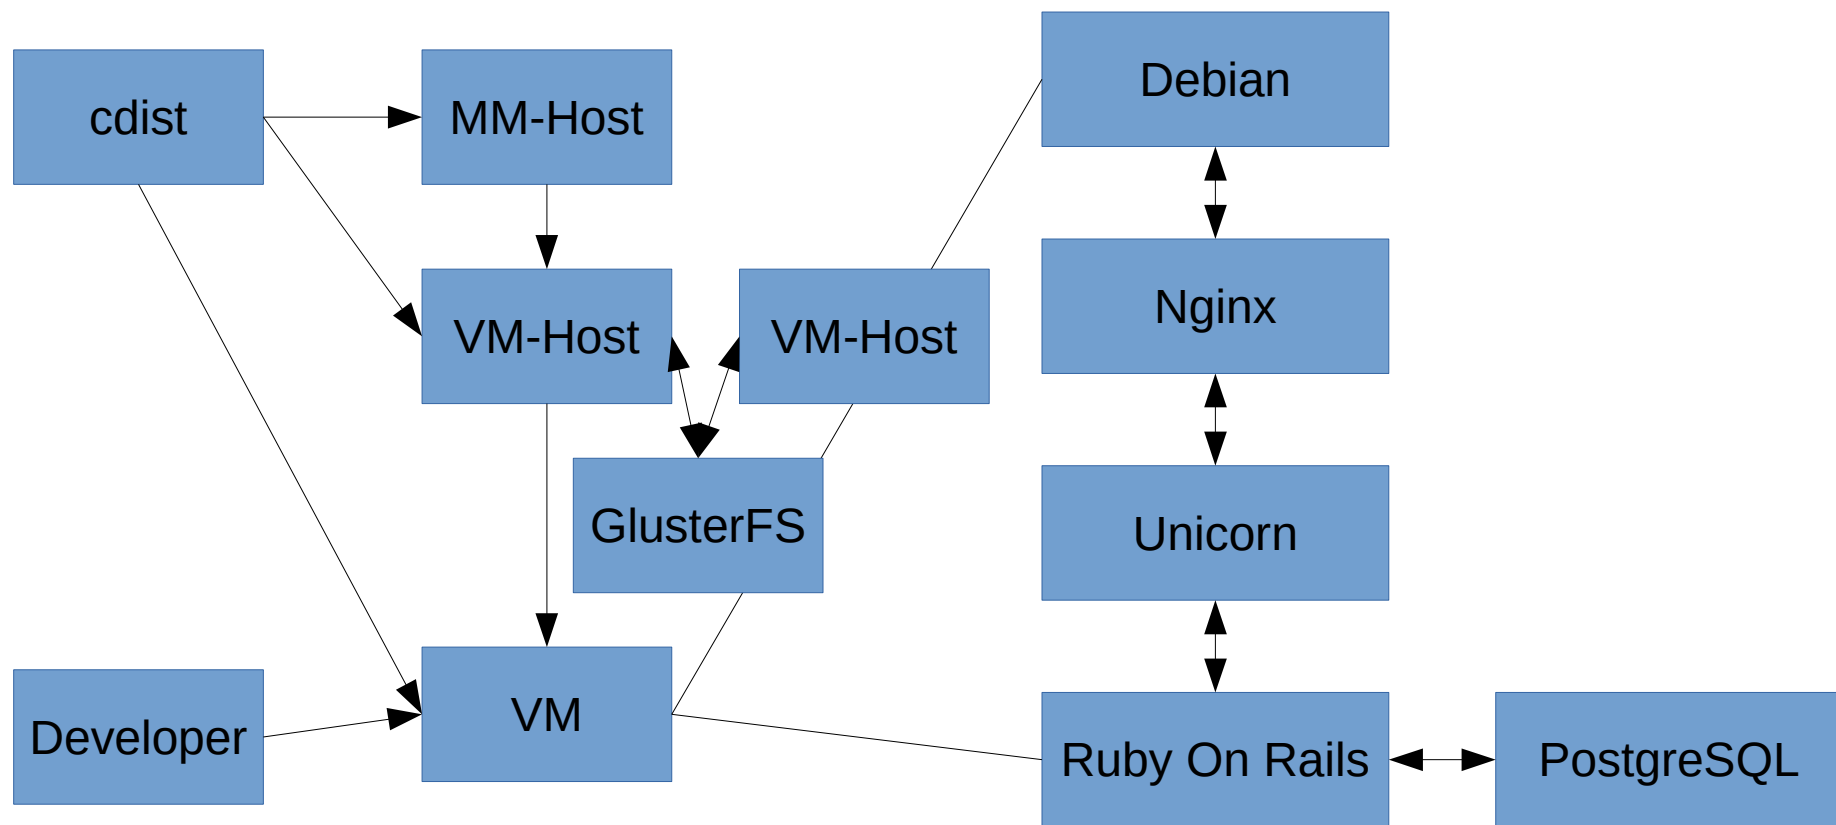 cdist
MM-Host
Debian
VM-Host
VM-Host
Nginx
GlusterFS
Unicorn
Developer
VM
Ruby On Rails
PostgreSQL